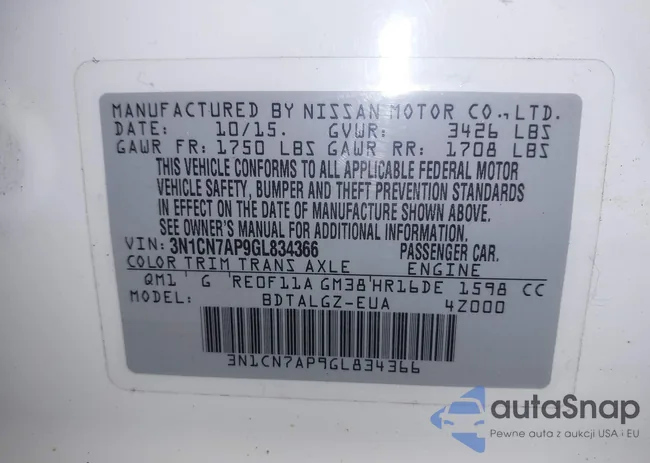 MANUFACTURED BY NISSAN MOTOR CO., LTD.
DATE: 10/15. GVWR: 3426 LBS
GAWR FR: 1750 LBS GAWR RR: 1708 LBS
THIS VEHICLE CONFORMS TO ALL APPLICABLE FEDERAL MOTOR
VEHICLE SAFETY, BUMPER AND THEFT PREVENTION STANDARDS
IN EFFECT ON THE DATE OF MANUFACTURE SHOWN ABOVE.
SEE OWNER'S MANUAL FOR ADDITIONAL INFORMATION.
VIN: 3N1CN7AP9GL834366 PASSENGER CAR.
COLOR TRIM TRANS AXLE ENGINE
QM1 ' G 'RE0F11A GM38'HR16DE 1598 CC
MODEL: BDTALGZ-EUA 4Z000
3N1CN7AP9GL834366
autoSnap
Pewne auta z aukcji USA i EU